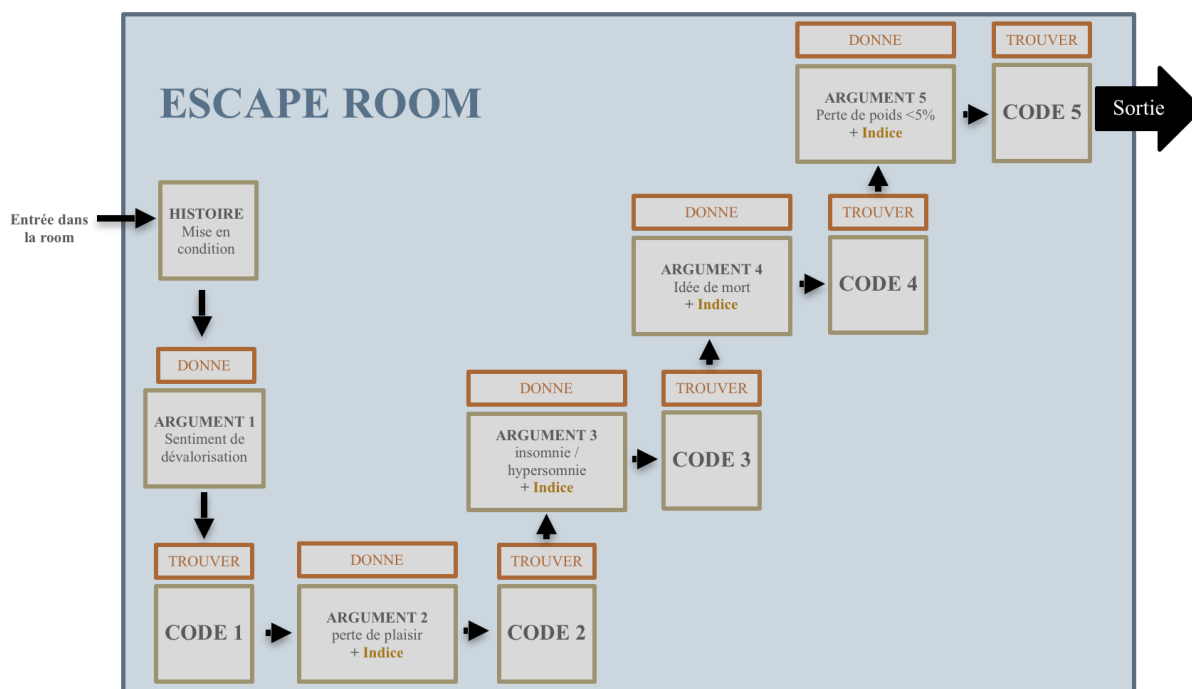 ESCAPE ROOM
Entrée dans
la room
HISTOIRE
Mise en
condition
DONNE
ARGUMENT 1
Sentiment de
dévalorisation
TROUVER
CODE 1
DONNE
ARGUMENT 2
perte de plaisir
+ Indice
TROUVER
CODE 2
DONNE
ARGUMENT 3
insomnie /
hypersomnie
+ Indice
TROUVER
CODE 3
DONNE
ARGUMENT 4
Idée de mort
+ Indice
TROUVER
CODE 4
DONNE
ARGUMENT 5
Perte de poids <5%
+ Indice
TROUVER
CODE 5
Sortie